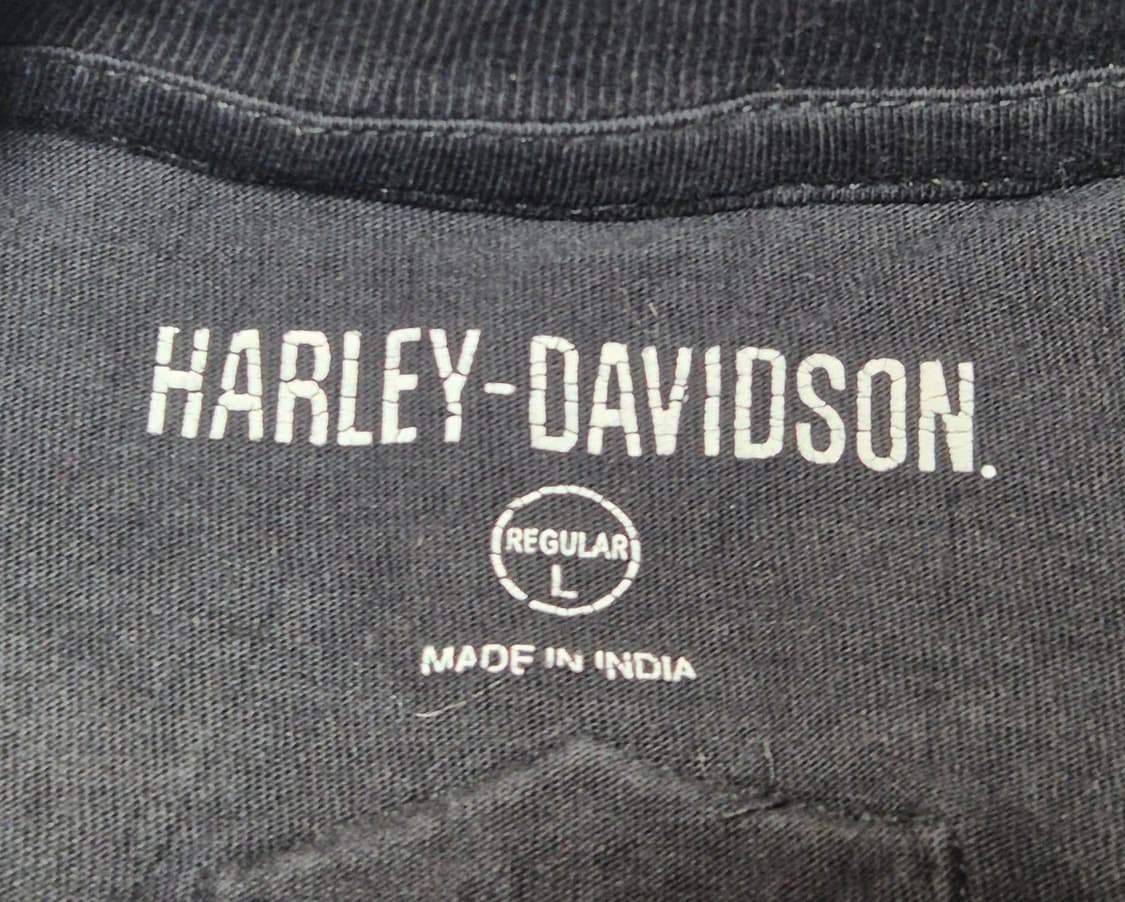 HARLEY-DAVIDSON.
REGULAR
L
MADE IN INDIA